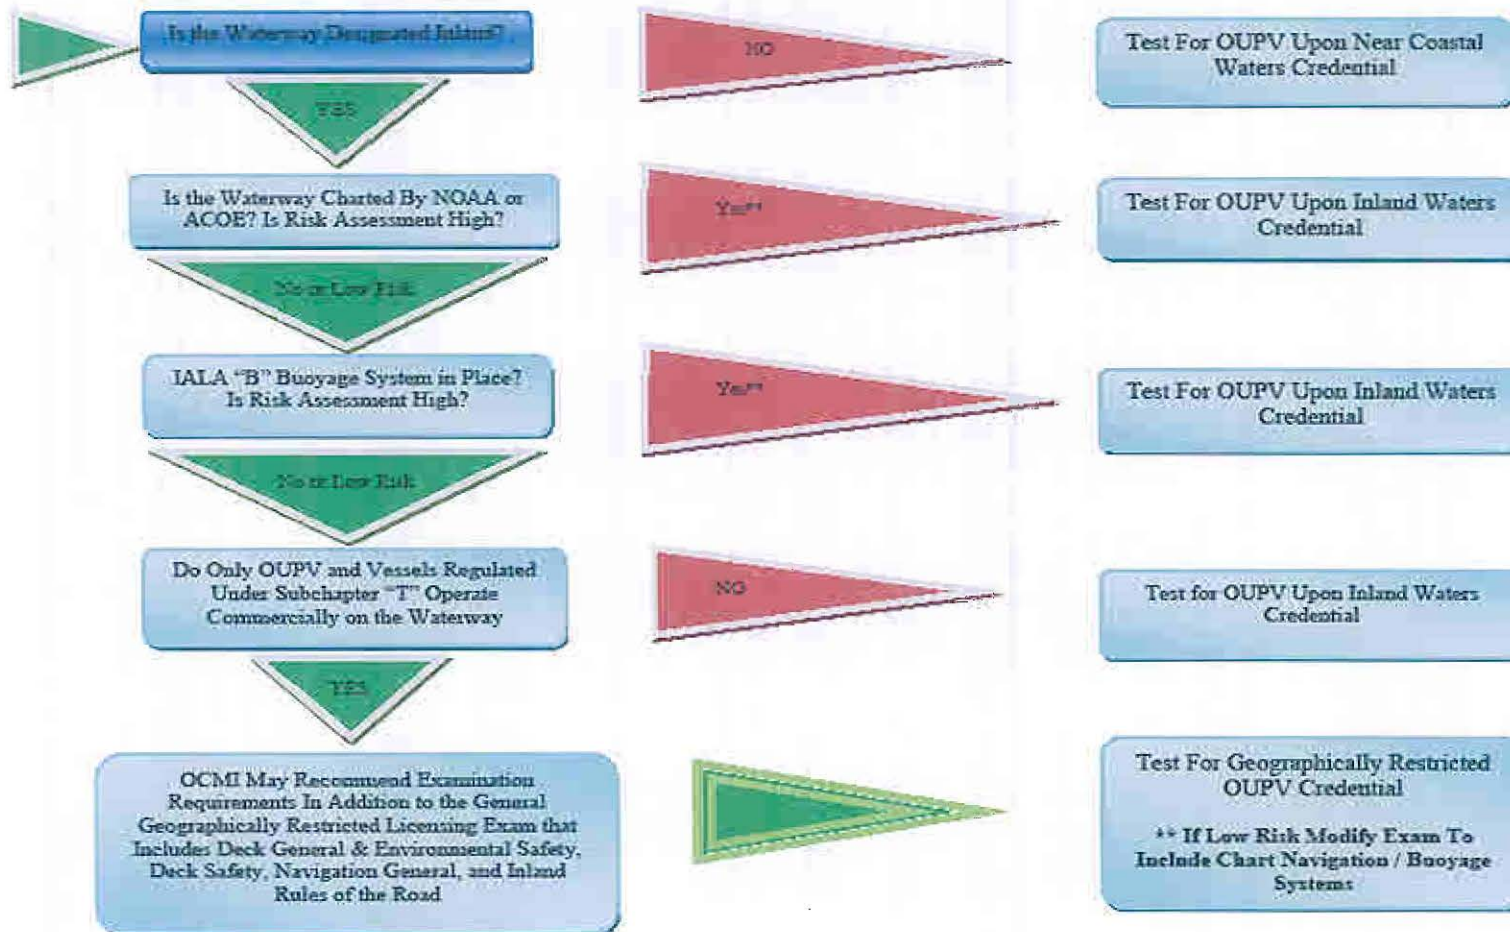 Is the Waterway Designated Inland?
NO
Test For OUPV Upon Near Coastal
Waters Credential
YES
Is the Waterway Charted By NOAA or
ACOE? Is Risk Assessment High?
Yes**
Test For OUPV Upon Inland Waters
Credential
No or Low Risk
IALA "B" Buoyage System in Place?
Is Risk Assessment High?
Yes**
Test For OUPV Upon Inland Waters
Credential
No or Low Risk
Do Only OUPV and Vessels Regulated
Under Subchapter "T" Operate
Commercially on the Waterway
NO
Test for OUPV Upon Inland Waters
Credential
YES
OCMI May Recommend Examination
Requirements In Addition to the General
Geographically Restricted Licensing Exam that
Includes Deck General & Environmental Safety,
Deck Safety, Navigation General, and Inland
Rules of the Road
Test For Geographically Restricted
OUPV Credential
** If Low Risk Modify Exam To
Include Chart Navigation / Buoyage
Systems